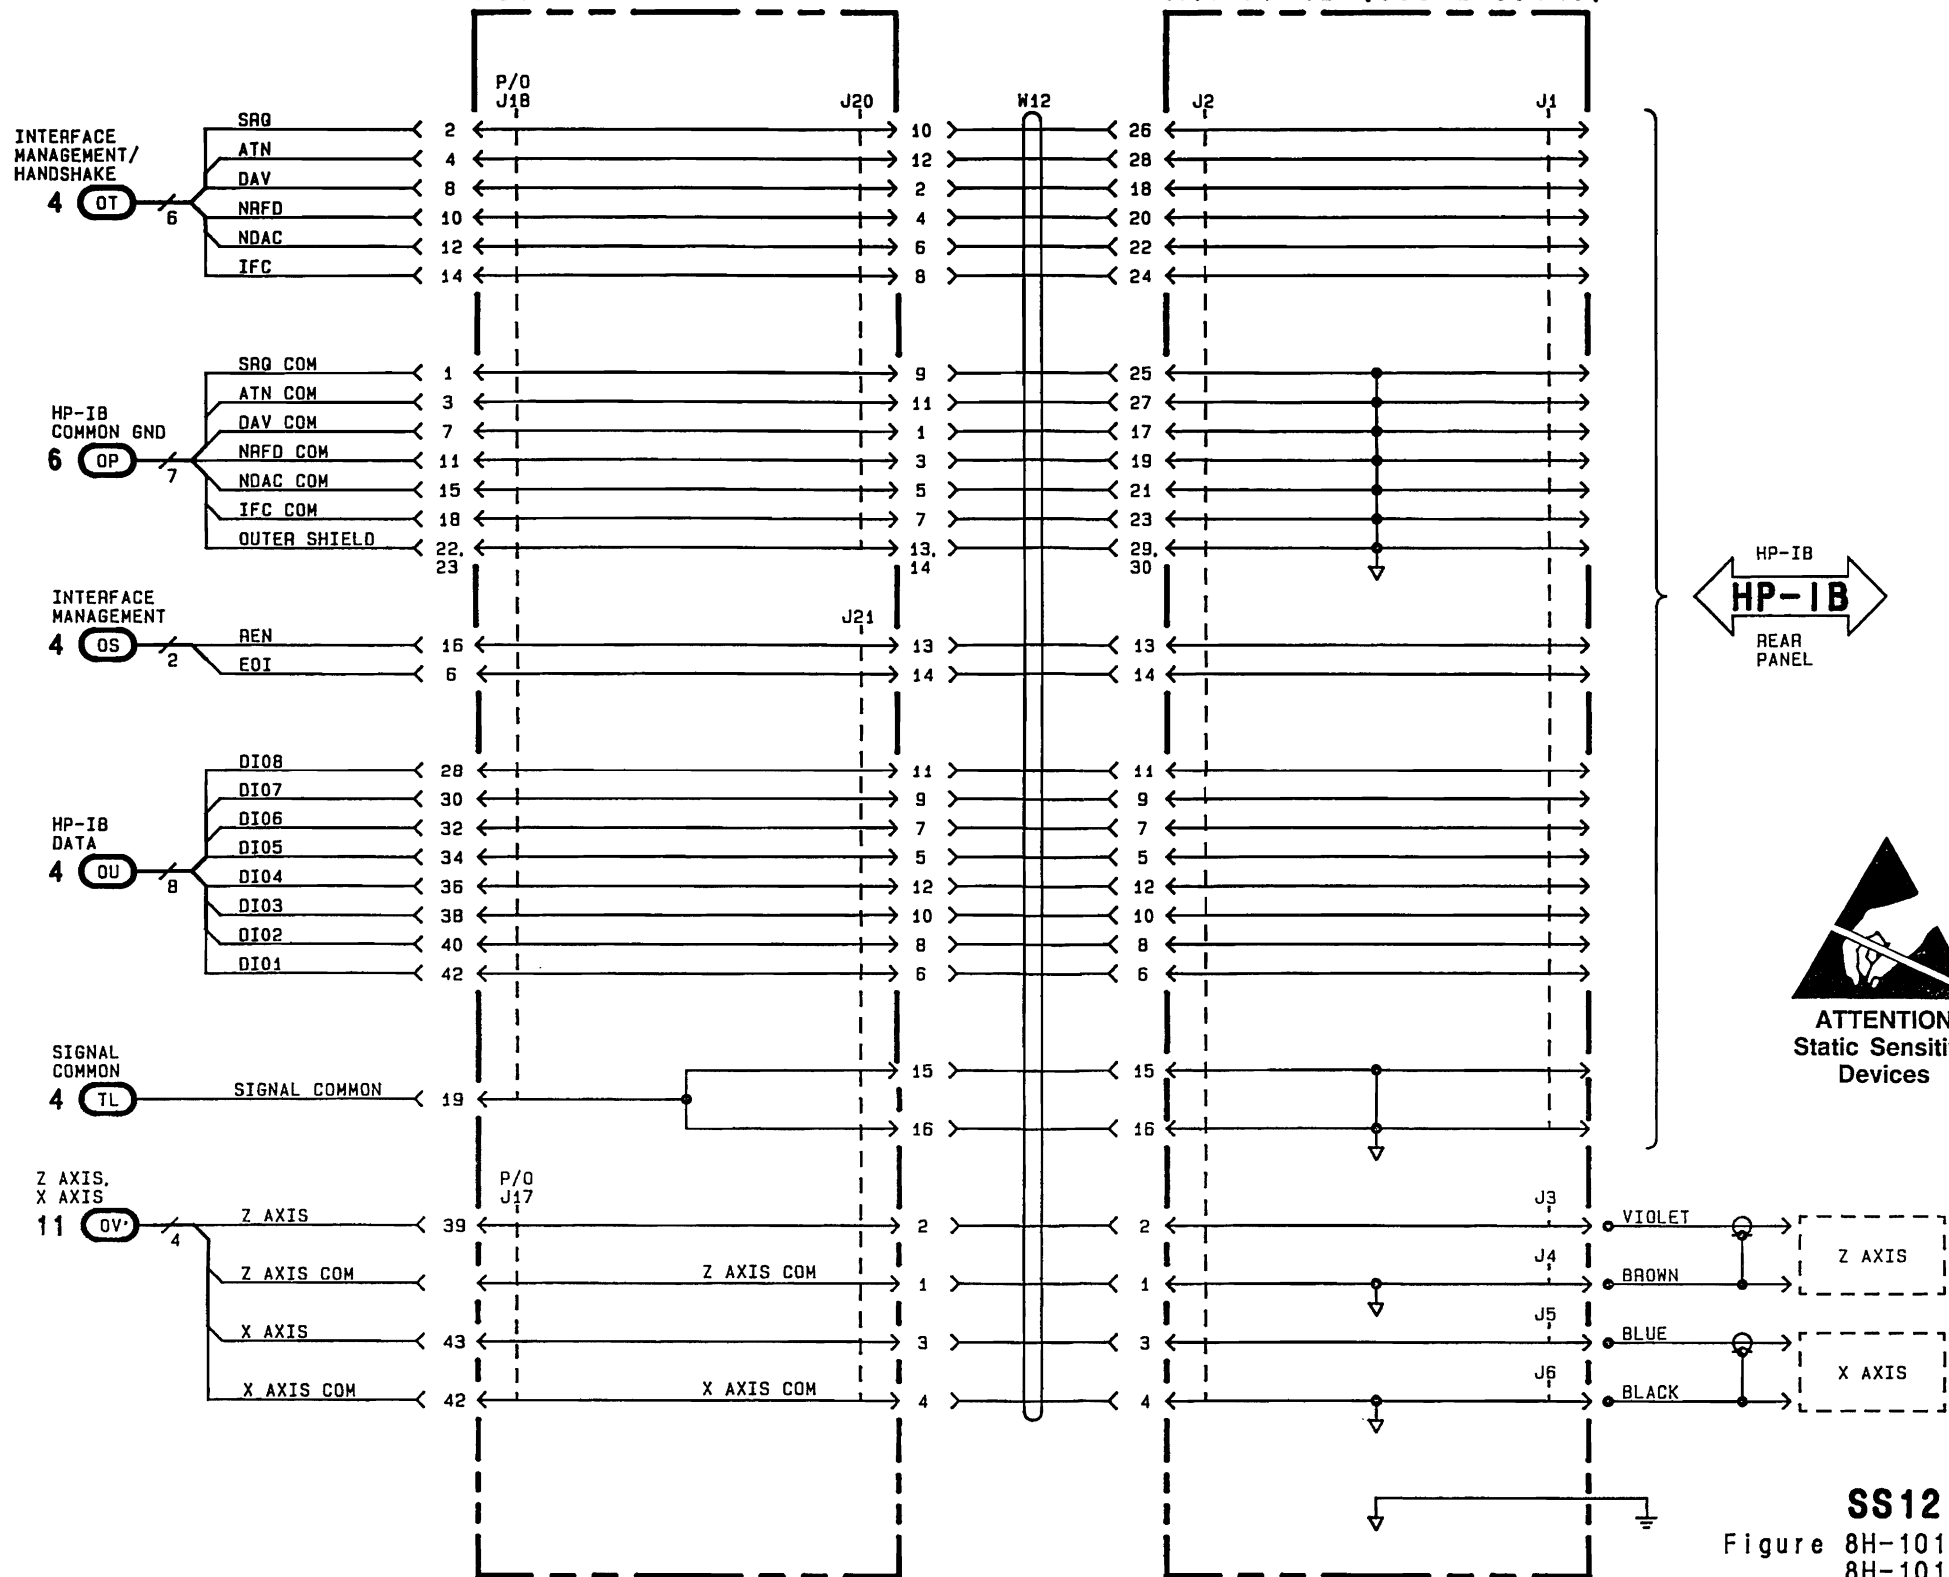 P/O
J18 J20 W12 J2 J1
INTERFACE
MANAGEMENT/
HANDSHAKE
4 OT 6
SRQ 2 10 26
ATN 4 12 28
DAV 8 2 18
NRFD 10 4 20
NDAC 12 6 22
IFC 14 8 24
HP-IB
COMMON GND
6 OP 7
SRQ COM 1 9 25
ATN COM 3 11 27
DAV COM 7 1 17
NRFD COM 11 3 19
NDAC COM 15 5 21
IFC COM 18 7 23
OUTER SHIELD 22, 13, 29,
23 14 30
HP-IB
HP-IB
REAR
PANEL
INTERFACE
MANAGEMENT
4 OS 2
J21
REN 16 13 13
EOI 6 14 14
HP-IB
DATA
4 OU 8
DIO8 28 11 11
DIO7 30 9 9
DIO6 32 7 7
DIO5 34 5 5
DIO4 36 12 12
DIO3 38 10 10
DIO2 40 8 8
DIO1 42 6 6
ATTENTION
Static Sensiti
Devices
SIGNAL
COMMON
4 TL
15 15
SIGNAL COMMON 19
16 16
Z AXIS,
X AXIS
11 OV' 4
P/O
J17
J3
Z AXIS 39 2 2 VIOLET
J4
Z AXIS COM Z AXIS COM 1 1 BROWN
Z AXIS
J5
X AXIS 43 3 3 BLUE
J6
X AXIS COM 42 X AXIS COM 4 4 BLACK
X AXIS
SS12
Figure 8H-101
8H-101